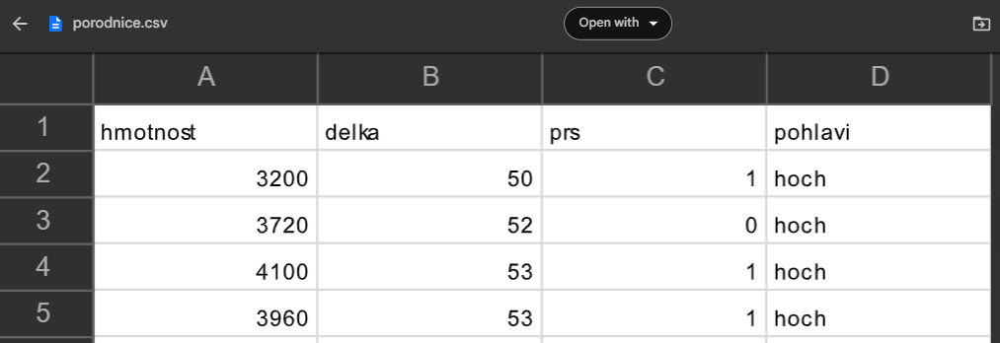 porodnice.csv Open with
A B C D
1 hmotnost delka prs pohlavi
2 3200 50 1 hoch
3 3720 52 0 hoch
4 4100 53 1 hoch
5 3960 53 1 hoch